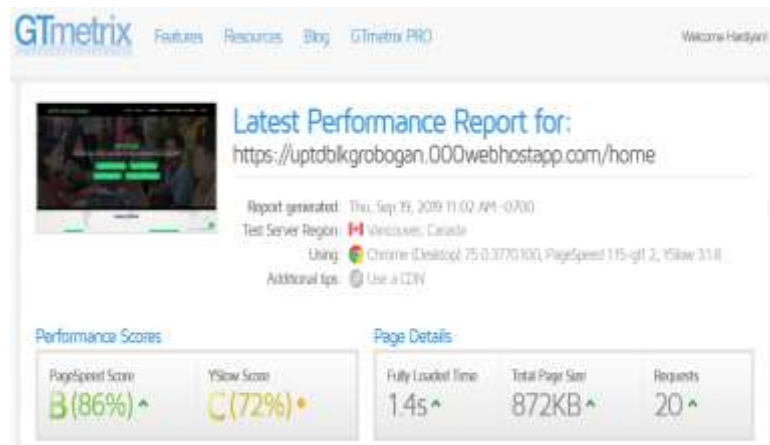 GTmetrix Features Resources Blog GTmetrix PRO Welcome Hardiyan!
Latest Performance Report for:
https://uptdblkgrobogan.000webhostapp.com/home
Report generated: Thu, Sep 19, 2019 11:02 AM -0700
Test Server Region: Vancouver, Canada
Using: Chrome (Desktop) 75.0.3770.100, PageSpeed 1.15-gt1.2, YSlow 3.1.8
Additional tips: Use a CDN
Performance Scores Page Details
PageSpeed Score YSlow Score Fully Loaded Time Total Page Size Requests
B(86%) C(72%) 1.4s 872KB 20